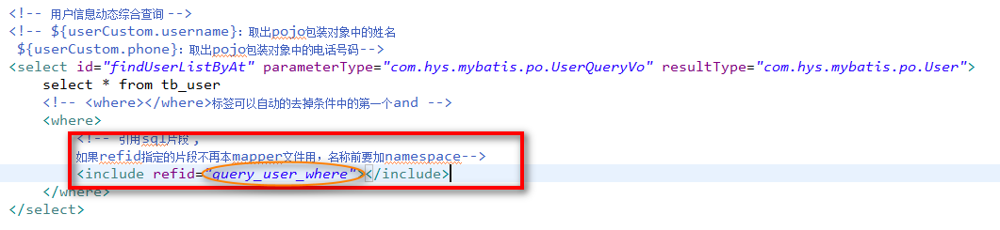 <!-- 用户信息动态综合查询 -->
<!-- ${userCustom.username}：取出pojo包装对象中的姓名
${userCustom.phone}：取出pojo包装对象中的电话号码-->
<select id="findUserListByAt" parameterType="com.hys.mybatis.po.UserQueryVo" resultType="com.hys.mybatis.po.User">
select * from tb_user
<!-- <where></where>标签可以自动的去掉条件中的第一个and -->
<where>
<!-- 引用sql片段 ，
如果refid指定的片段不再本mapper文件用，名称前要加namespace-->
<include refid="query_user_where"></include>
</where>
</select>